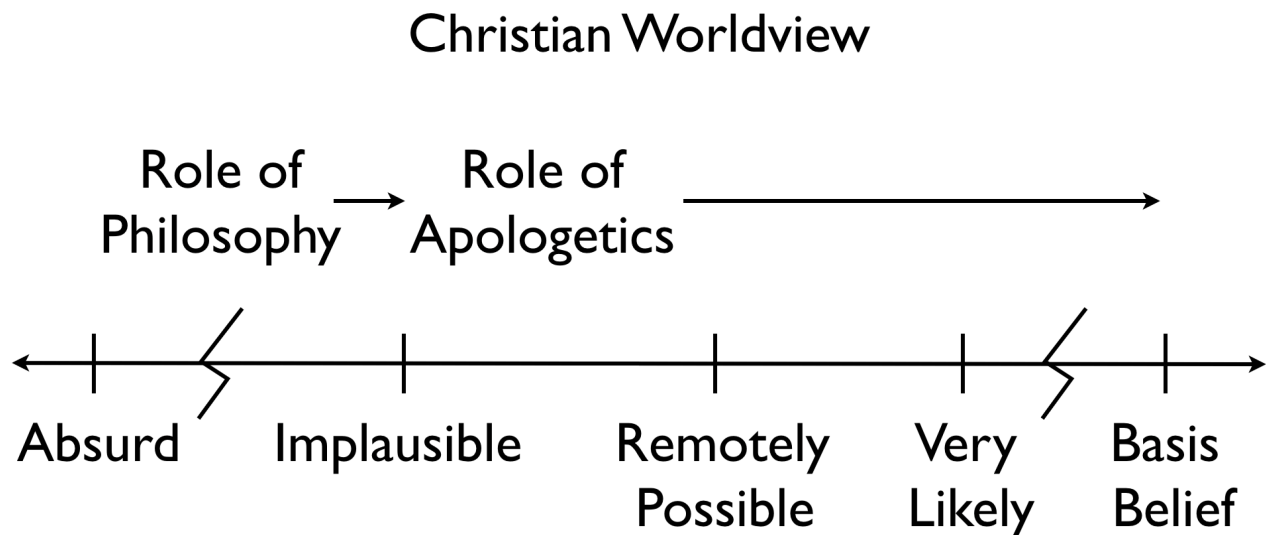 Christian Worldview
Role of
Philosophy
Role of
Apologetics
Absurd
Implausible
Remotely
Possible
Very
Likely
Basis
Belief